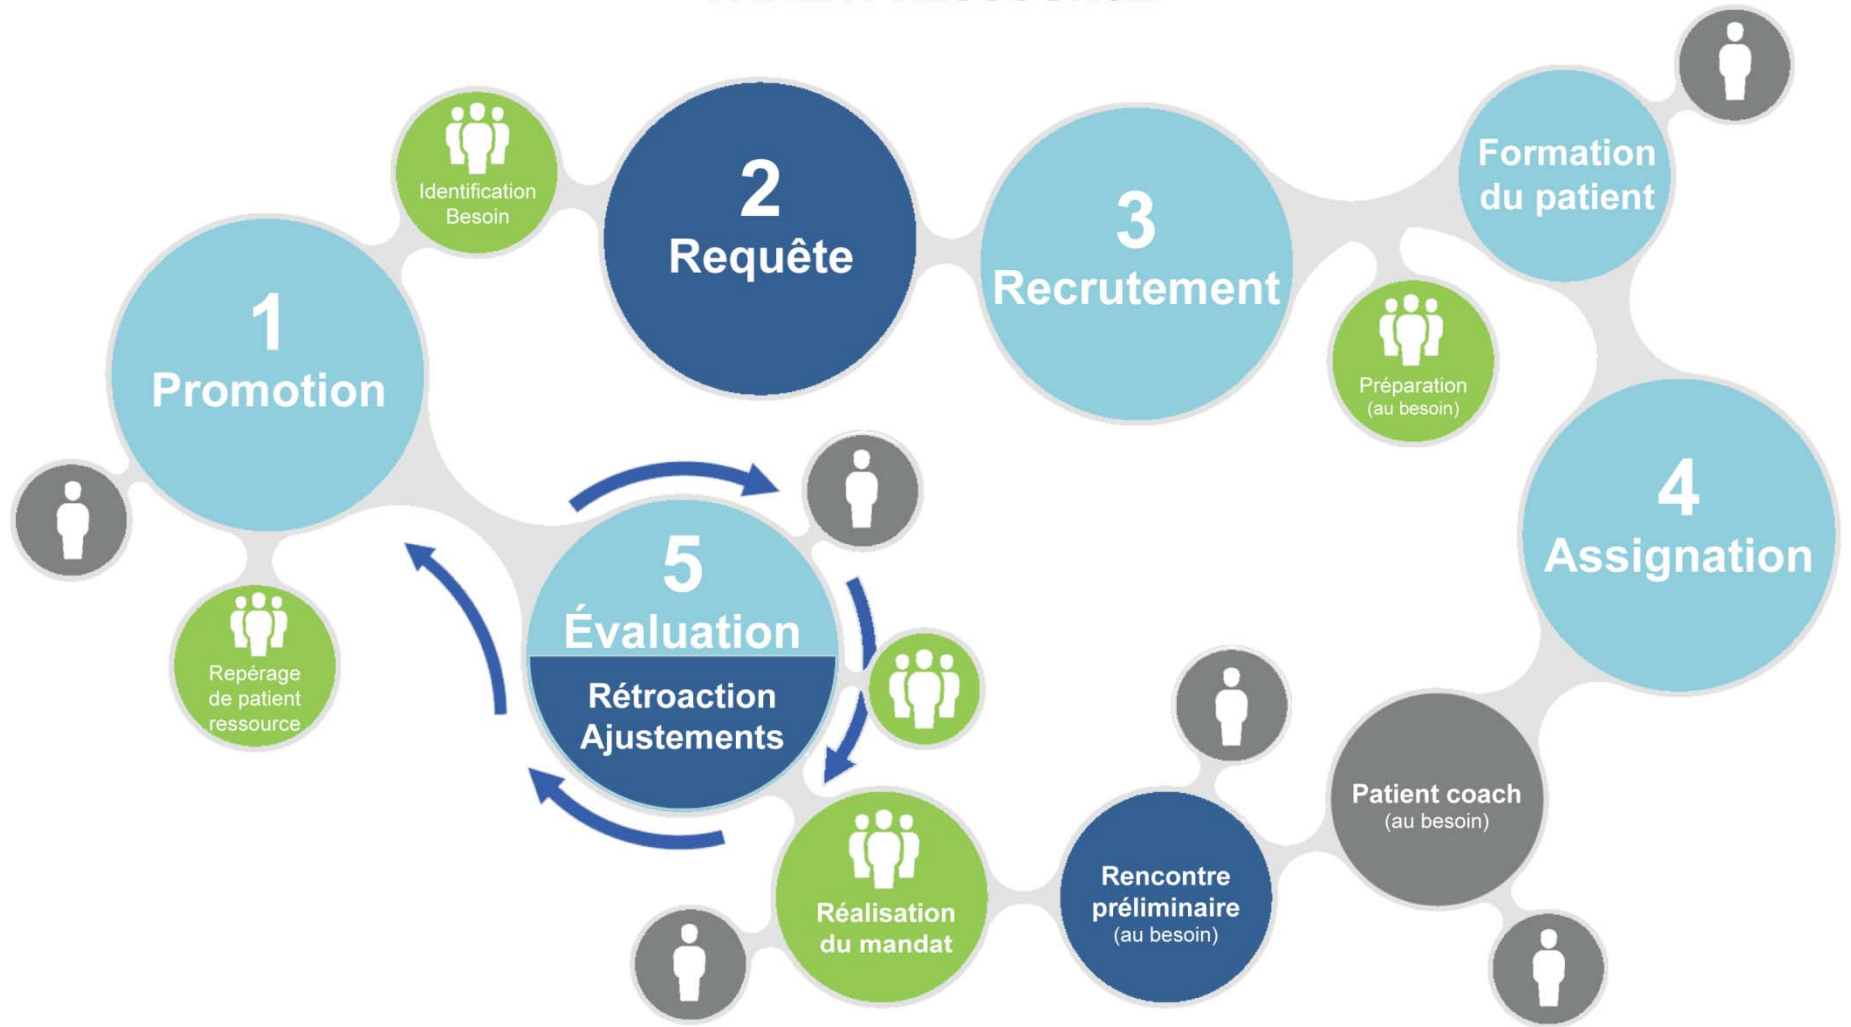 1
Promotion
Identification
Besoin
2
Requête
3
Recrutement
Formation
du patient
Préparation
(au besoin)
4
Assignation
Patient coach
(au besoin)
Rencontre
préliminaire
(au besoin)
Réalisation
du mandat
5
Évaluation
Rétroaction
Ajustements
Repérage
de patient
ressource